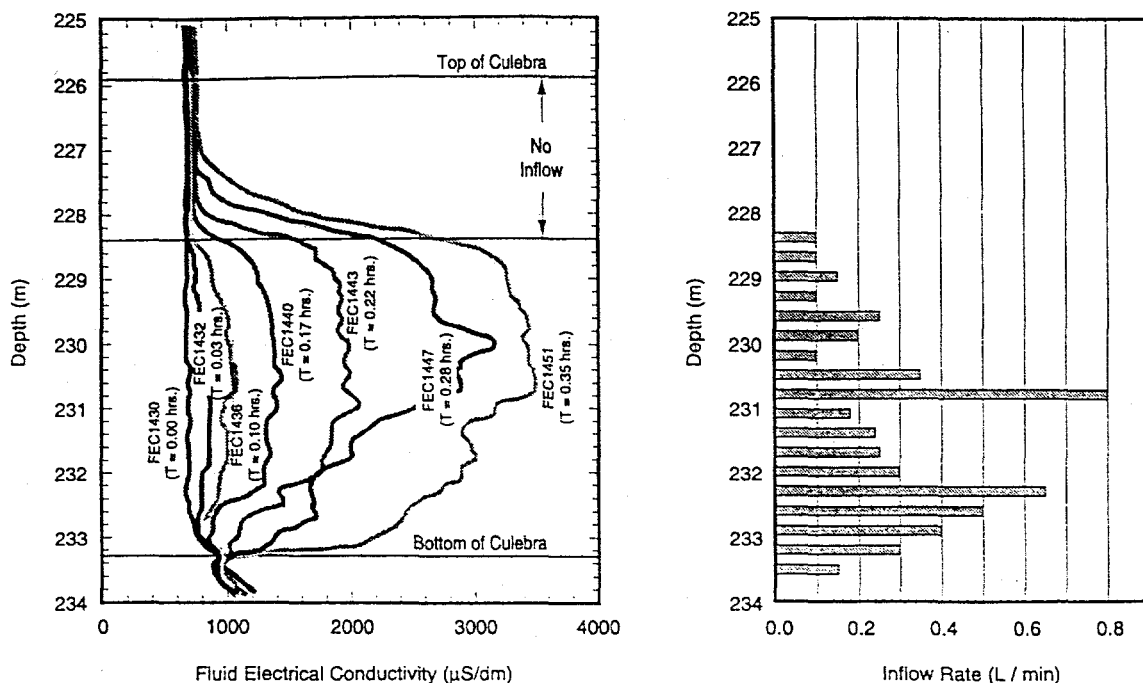 225
226
227
228
229
230
231
232
233
234
Depth (m)
Top of Culebra
No
Inflow
FEC1430
(T = 0.00 hrs.)
FEC1432
(T = 0.03 hrs.)
FEC1436
(T = 0.10 hrs.)
FEC1440
(T = 0.17 hrs.)
FEC1443
(T = 0.22 hrs.)
FEC1447
(T = 0.28 hrs.)
FEC1451
(T = 0.35 hrs.)
Bottom of Culebra
0 1000 2000 3000 4000
Fluid Electrical Conductivity (μS/dm)
225
226
227
228
229
230
231
232
233
234
Depth (m)
0.0 0.2 0.4 0.6 0.8
Inflow Rate (L / min)